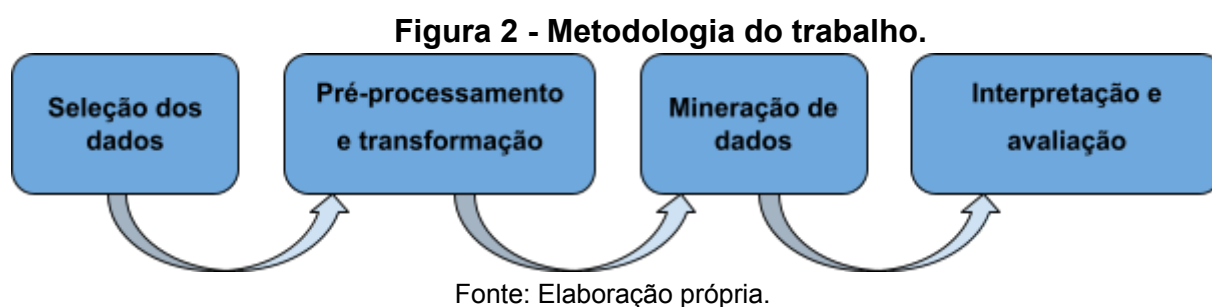 Figura 2 - Metodologia do trabalho.
Seleção dos
dados
Pré-processamento
e transformação
Mineração de
dados
Interpretação e
avaliação
Fonte: Elaboração própria.